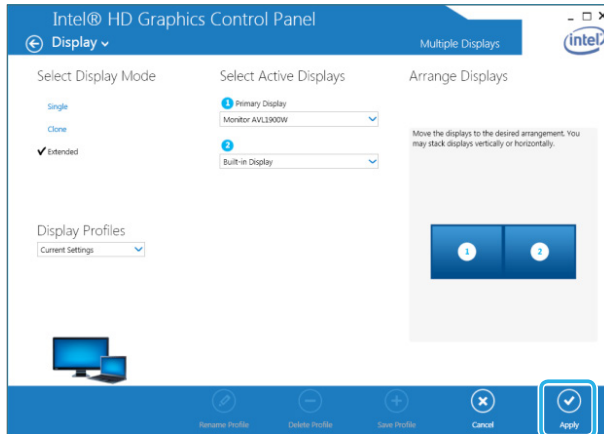 Intel® HD Graphics Control Panel
Display
Multiple Displays
intel
Select Display Mode
Single
Clone
Extended
Display Profiles
Current Settings
Select Active Displays
1 Primary Display
Monitor AVL1900W
2
Built-in Display
Arrange Displays
Move the displays to the desired arrangement. You
may stack displays vertically or horizontally.
1 2
Rename Profile Delete Profile Save Profile Cancel Apply